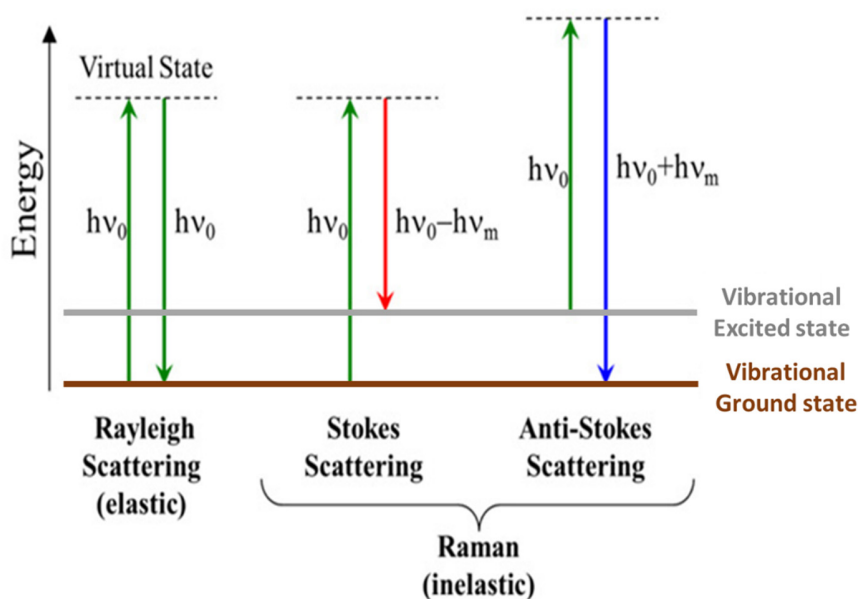 Energy
Virtual State
hν₀
hν₀
hν₀
hν₀–hνₘ
hν₀
hν₀+hνₘ
Vibrational
Excited state
Vibrational
Ground state
Rayleigh
Scattering
(elastic)
Stokes
Scattering
Anti-Stokes
Scattering
Raman
(inelastic)